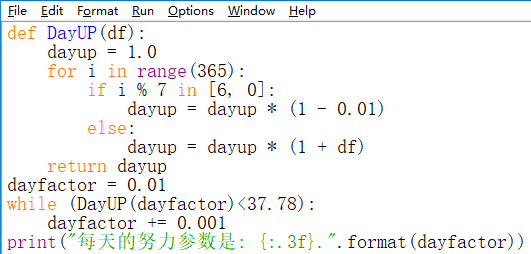 File Edit Format Run Options Window Help
def DayUP(df):
    dayup = 1.0
    for i in range(365):
        if i % 7 in [6, 0]:
            dayup = dayup * (1 - 0.01)
        else:
            dayup = dayup * (1 + df)
    return dayup
dayfactor = 0.01
while (DayUP(dayfactor)<37.78):
    dayfactor += 0.001
print("每天的努力参数是: {:.3f}.".format(dayfactor))